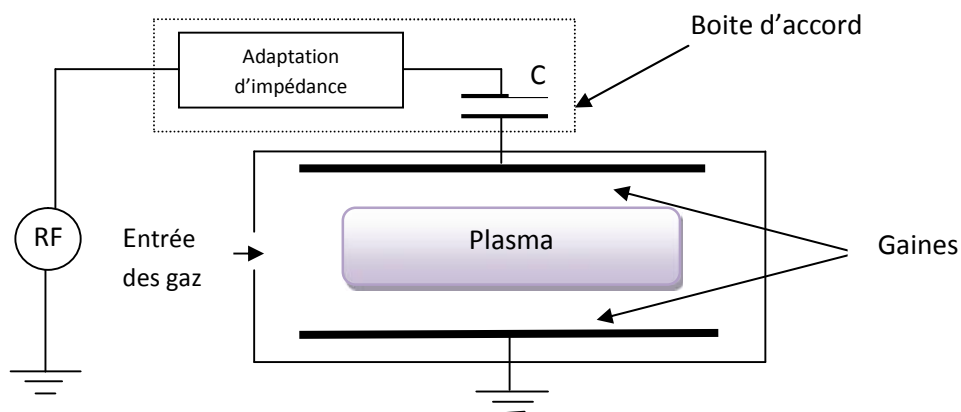 Boite d’accord
Adaptation
d’impédance
C
RF
Entrée
des gaz
Plasma
Gaines